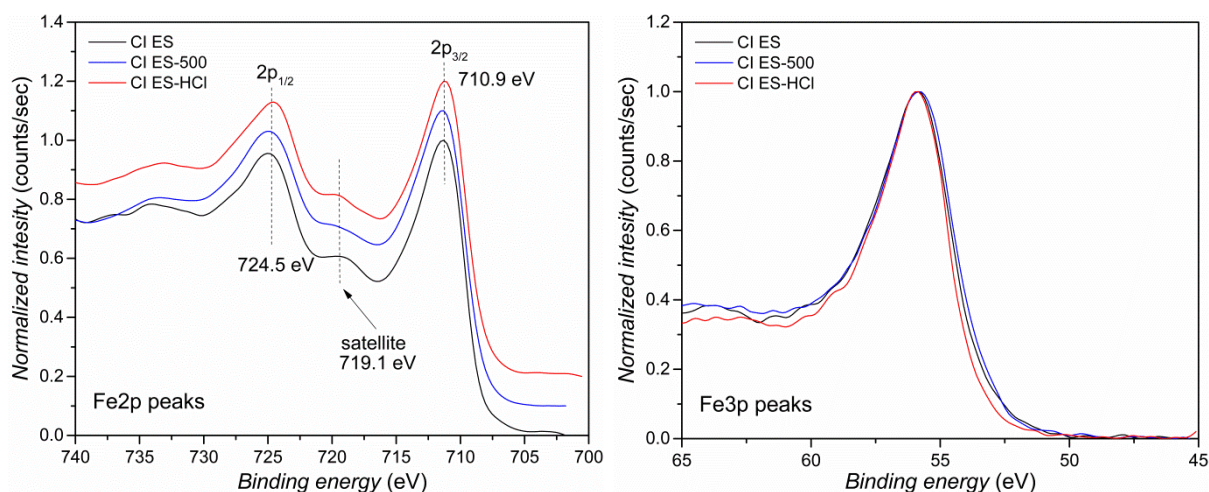 CI ES
CI ES-500
CI ES-HCl
2p1/2
2p3/2
710.9 eV
724.5 eV
satellite
719.1 eV
Fe2p peaks
Normalized intesity (counts/sec)
1.4
1.2
1.0
0.8
0.6
0.4
0.2
0.0
740 735 730 725 720 715 710 705 700
Binding energy (eV)
CI ES
CI ES-500
CI ES-HCl
Fe3p peaks
Normalized intesity (counts/sec)
1.2
1.0
0.8
0.6
0.4
0.2
0.0
65 60 55 50 45
Binding energy (eV)